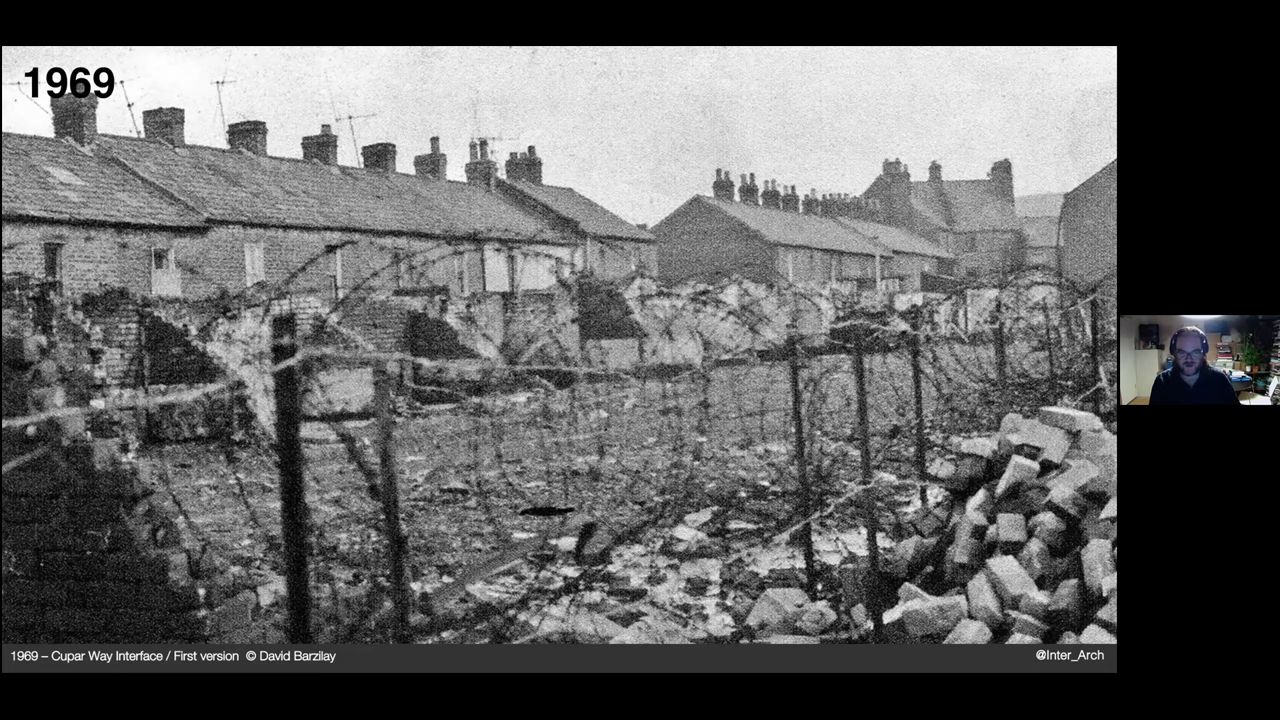 1969
1969 – Cupar Way Interface / First version © David Barzilay
@Inter_Arch